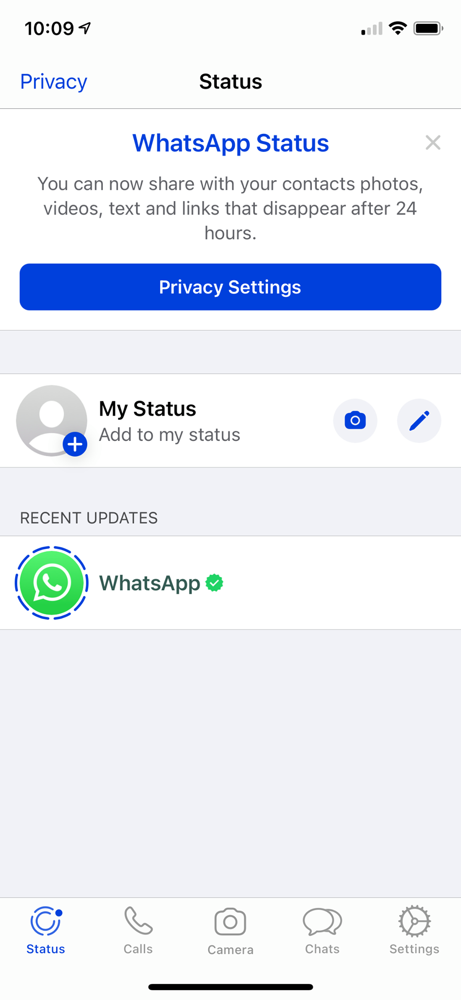 10:09
Privacy
Status
WhatsApp Status
You can now share with your contacts photos,
videos, text and links that disappear after 24
hours.
Privacy Settings
My Status
Add to my status
RECENT UPDATES
WhatsApp
Status
Calls
Camera
Chats
Settings